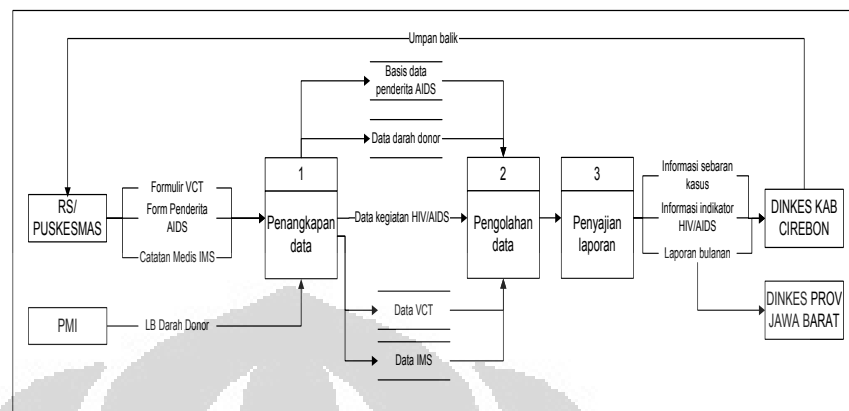 Umpan balik
Basis data
penderita AIDS
Data darah donor
1
2
3
Formulir VCT
Informasi sebaran
kasus
RS/
PUSKESMAS
Form Penderita
AIDS
Penangkapan
data
Data kegiatan HIV/AIDS
Pengolahan
data
Penyajian
laporan
Informasi indikator
HIV/AIDS
DINKES KAB
CIREBON
Catatan Medis IMS
Laporan bulanan
Data VCT
DINKES PROV
JAWA BARAT
PMI
LB Darah Donor
Data IMS